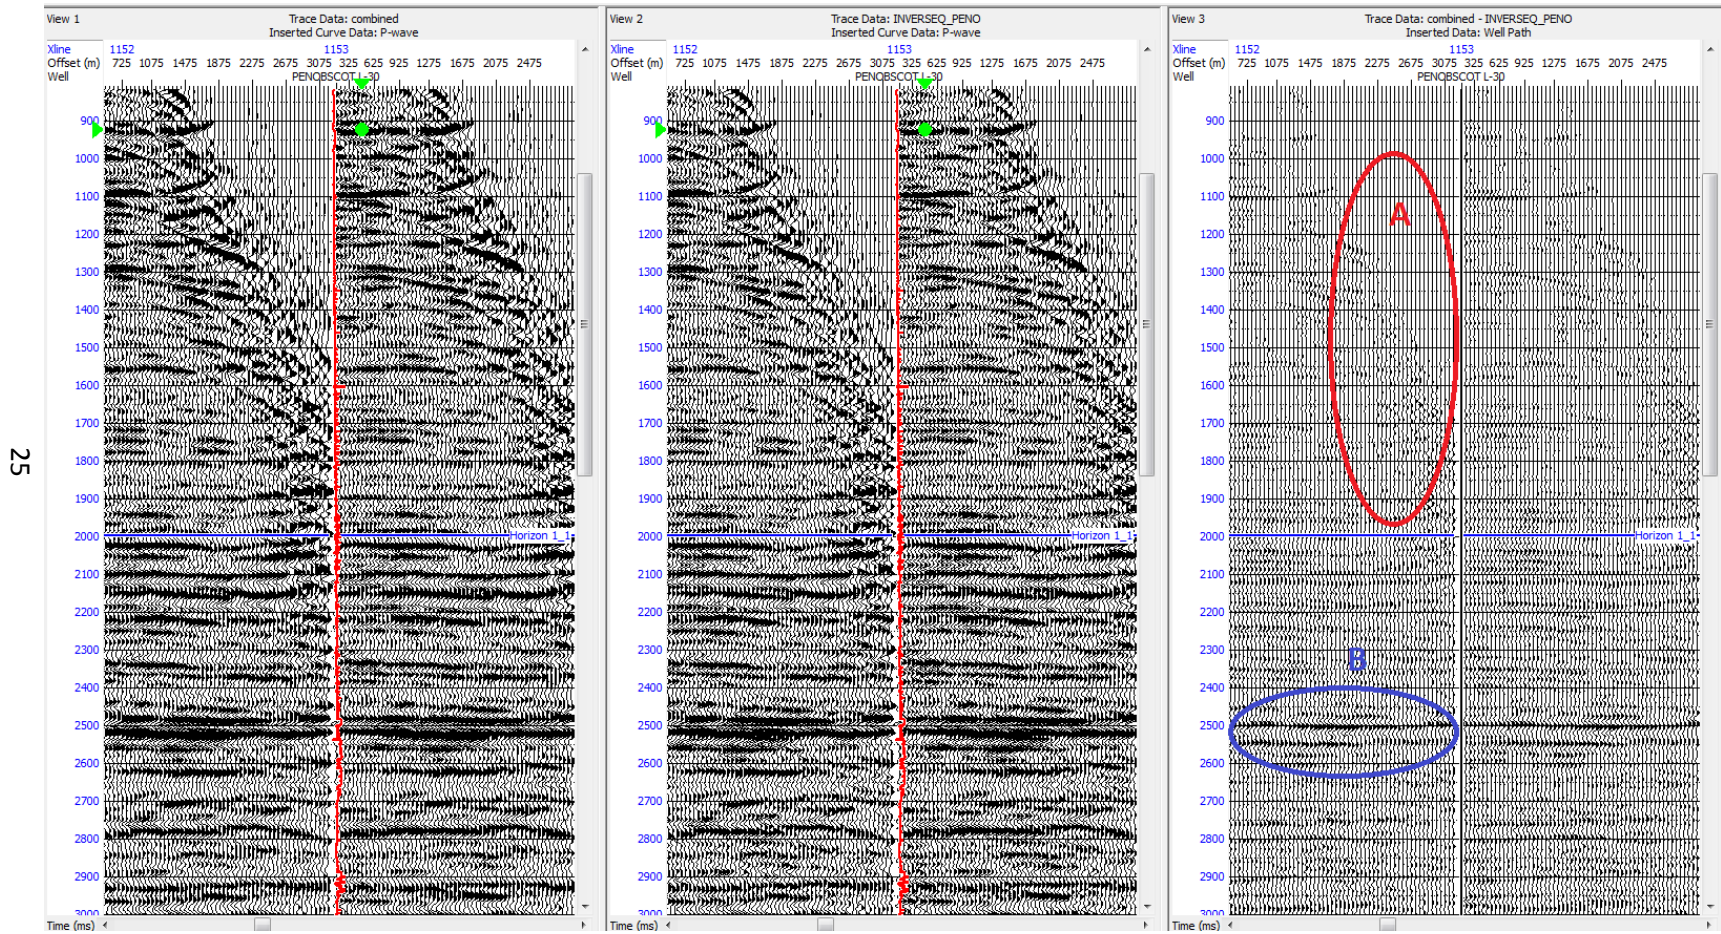 View 1
Trace Data: combined
Inserted Curve Data: P-wave
Xline 1152 1153
Offset (m) 725 1075 1475 1875 2275 2675 3075 325 625 925 1275 1675 2075 2475
Well PENOBSCOT L-30
900
1000
1100
1200
1300
1400
1500
1600
1700
1800
1900
2000 Horizon 1_1
2100
2200
2300
2400
2500
2600
2700
2800
2900
3000
Time (ms)
View 2
Trace Data: INVERSEQ_PENO
Inserted Curve Data: P-wave
Xline 1152 1153
Offset (m) 725 1075 1475 1875 2275 2675 3075 325 625 925 1275 1675 2075 2475
Well PENOBSCOT L-30
900
1000
1100
1200
1300
1400
1500
1600
1700
1800
1900
2000 Horizon 1_1
2100
2200
2300
2400
2500
2600
2700
2800
2900
3000
Time (ms)
View 3
Trace Data: combined - INVERSEQ_PENO
Inserted Data: Well Path
Xline 1152 1153
Offset (m) 725 1075 1475 1875 2275 2675 3075 325 625 925 1275 1675 2075 2475
Well PENOBSCOT L-30
900
1000
A
1100
1200
1300
1400
1500
1600
1700
1800
1900
2000 Horizon 1_1
2100
2200
2300
B
2400
2500
2600
2700
2800
2900
3000
Time (ms)
25